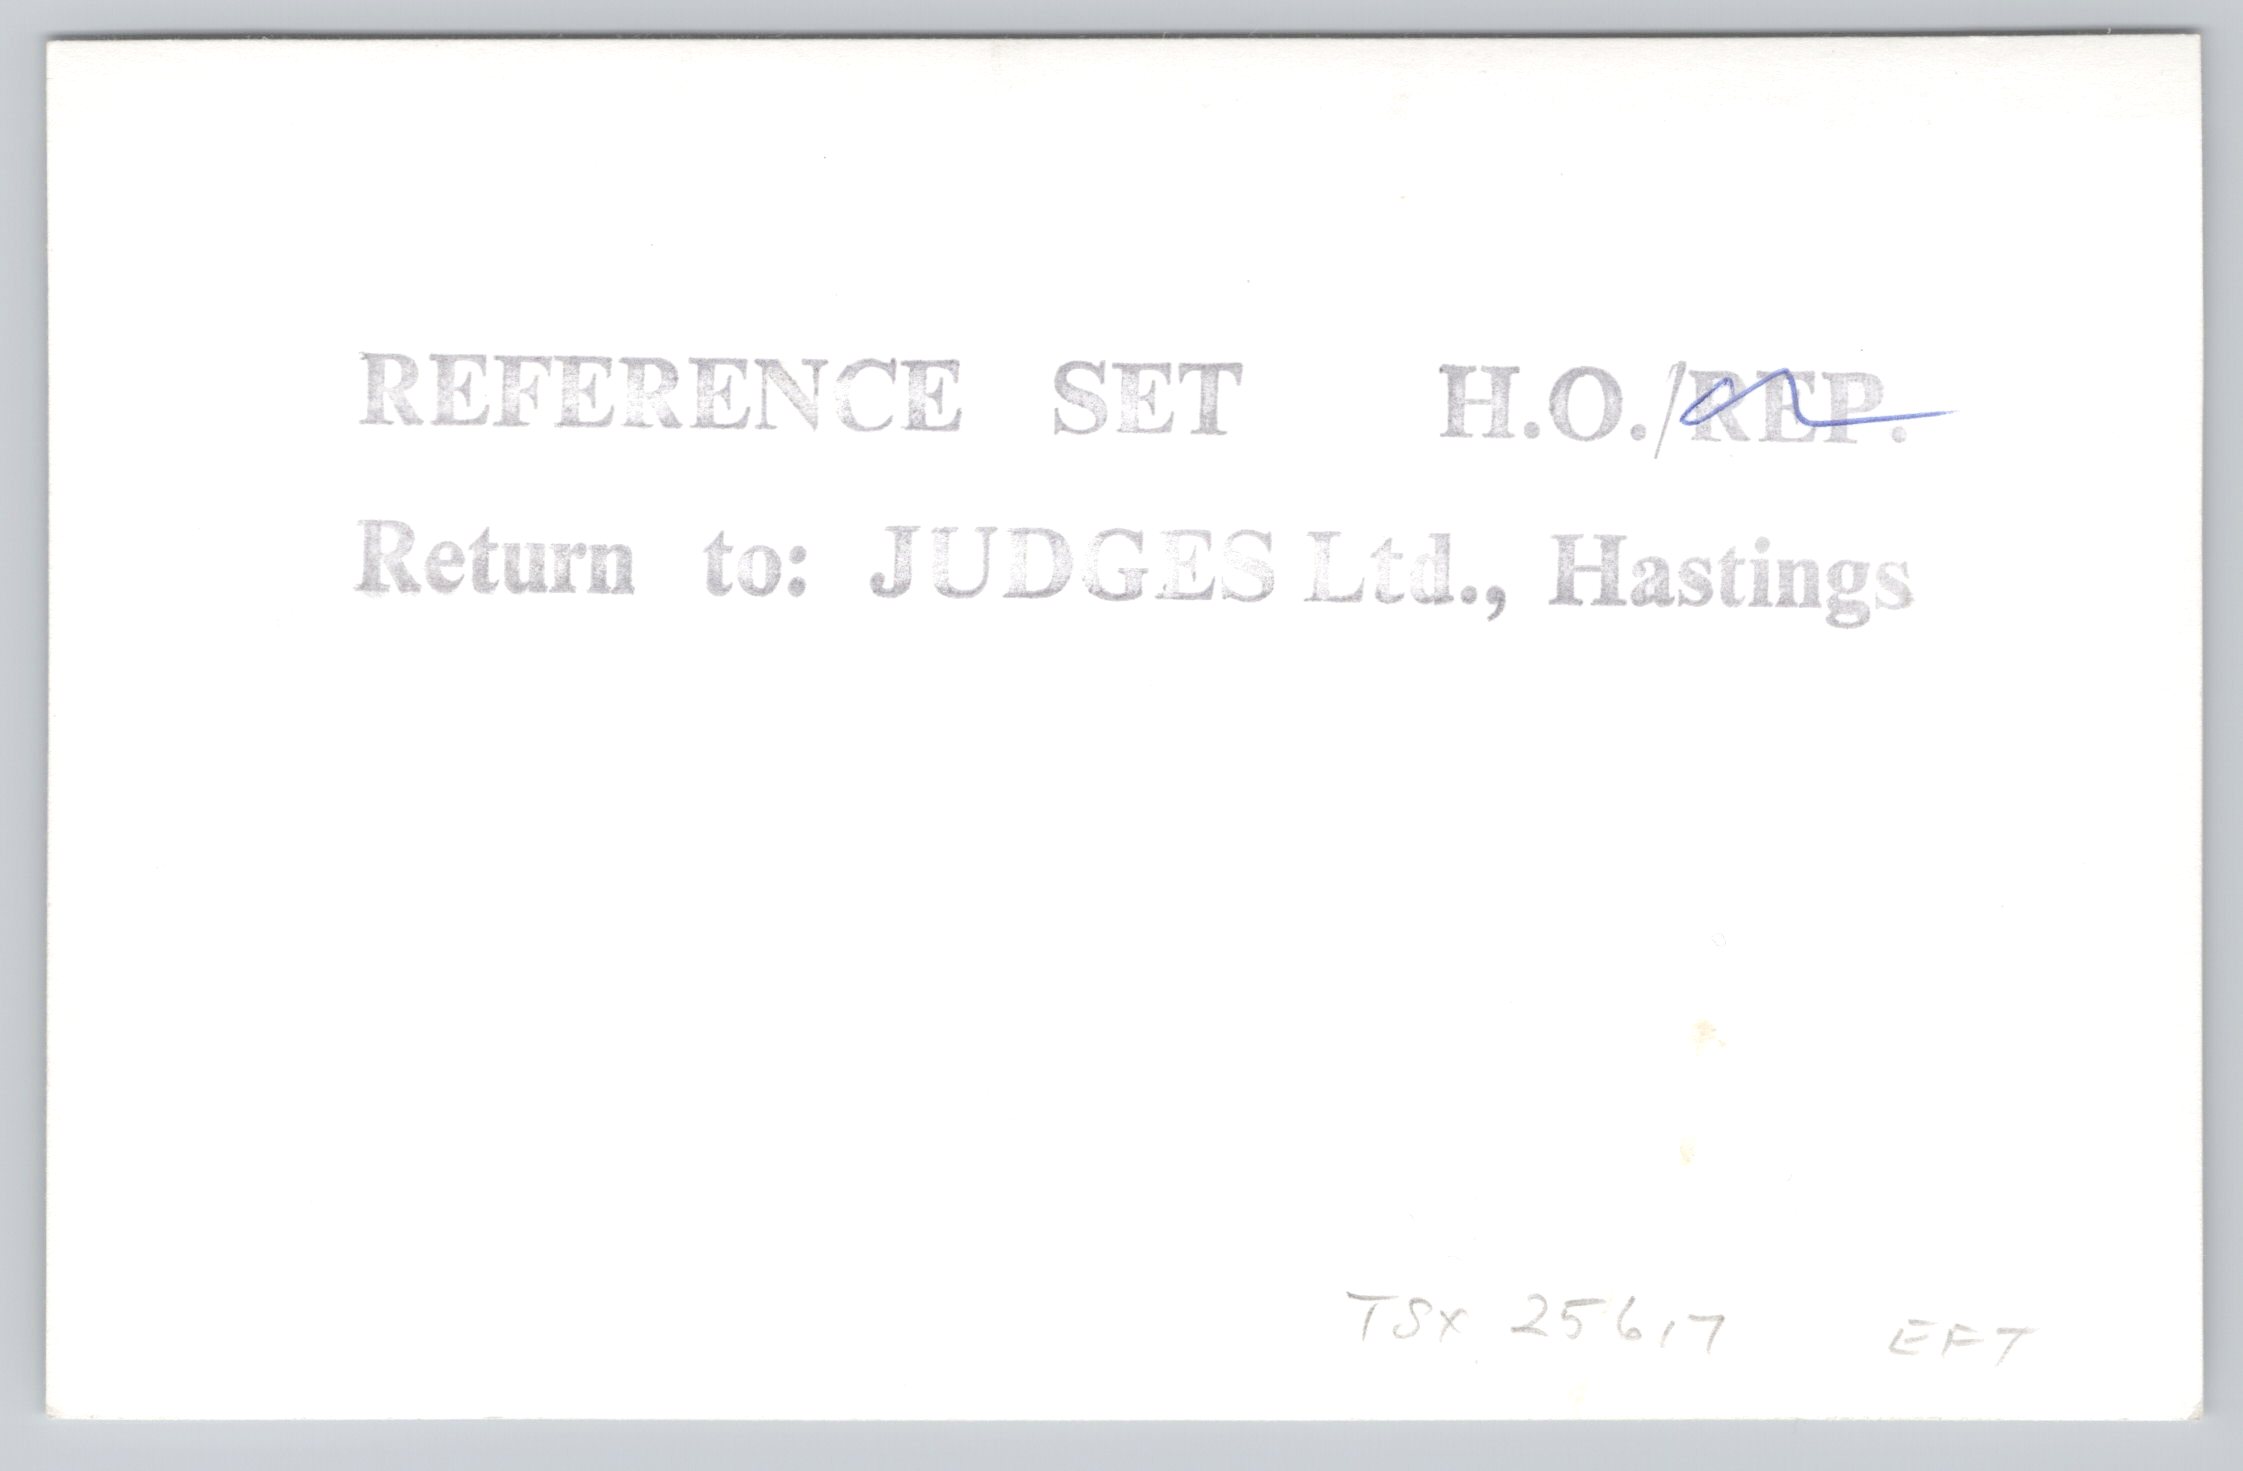 REFERENCE SET H.O./REP.
Return to: JUDGES Ltd., Hastings
TSX 25617 EFT